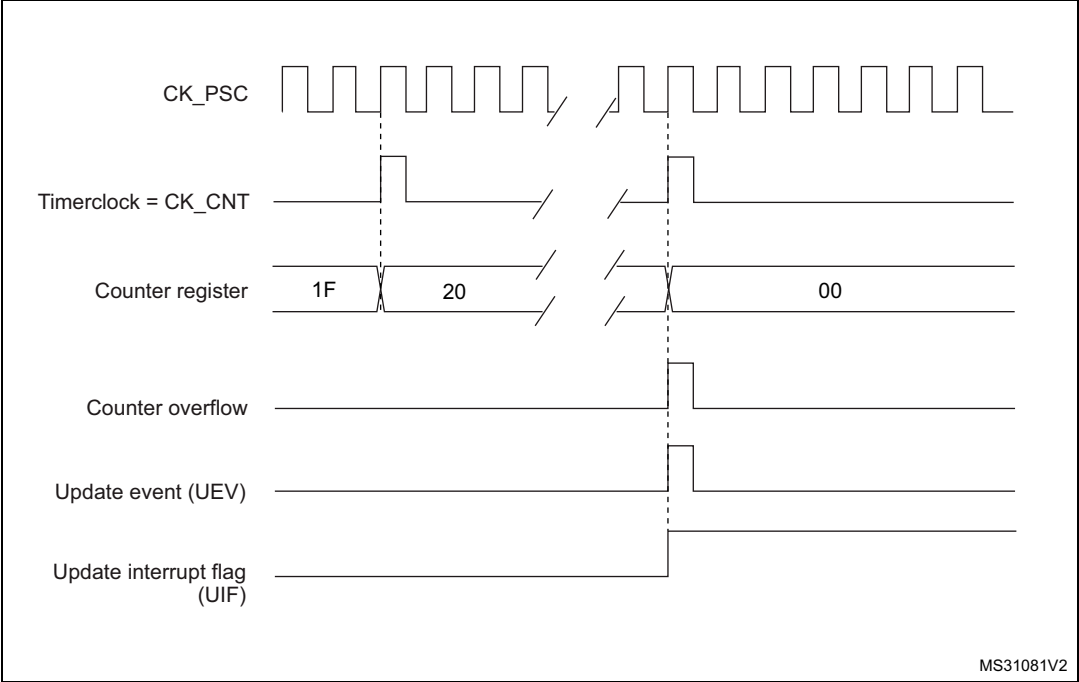 CK_PSC
Timerclock = CK_CNT
Counter register
1F
20
00
Counter overflow
Update event (UEV)
Update interrupt flag
(UIF)
MS31081V2